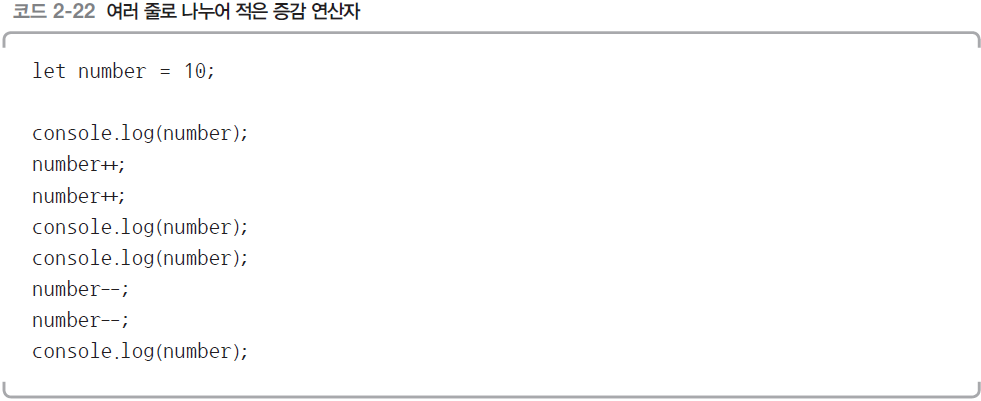 코드 2-22 여러 줄로 나누어 적은 증감 연산자
let number = 10;
console.log(number);
number++;
number++;
console.log(number);
console.log(number);
number--;
number--;
console.log(number);